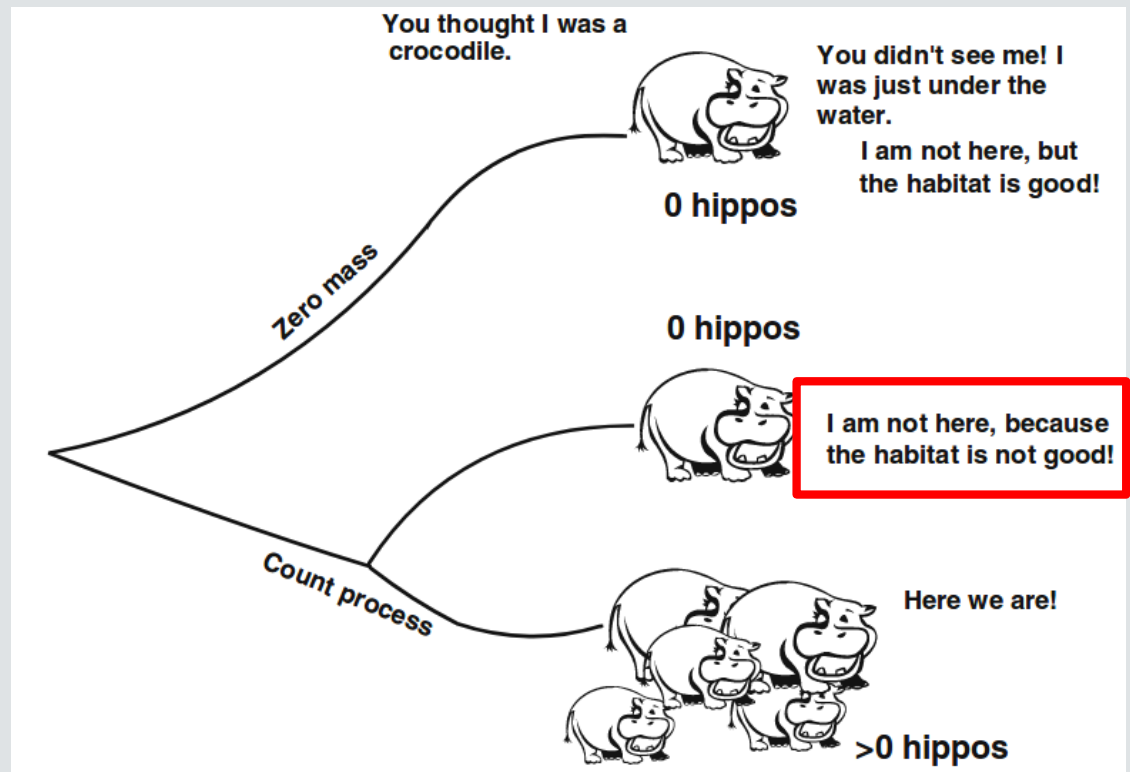 You thought I was a
crocodile.
You didn't see me! I
was just under the
water.
I am not here, but
the habitat is good!
0 hippos
Zero mass
0 hippos
I am not here, because
the habitat is not good!
Count process
Here we are!
>0 hippos